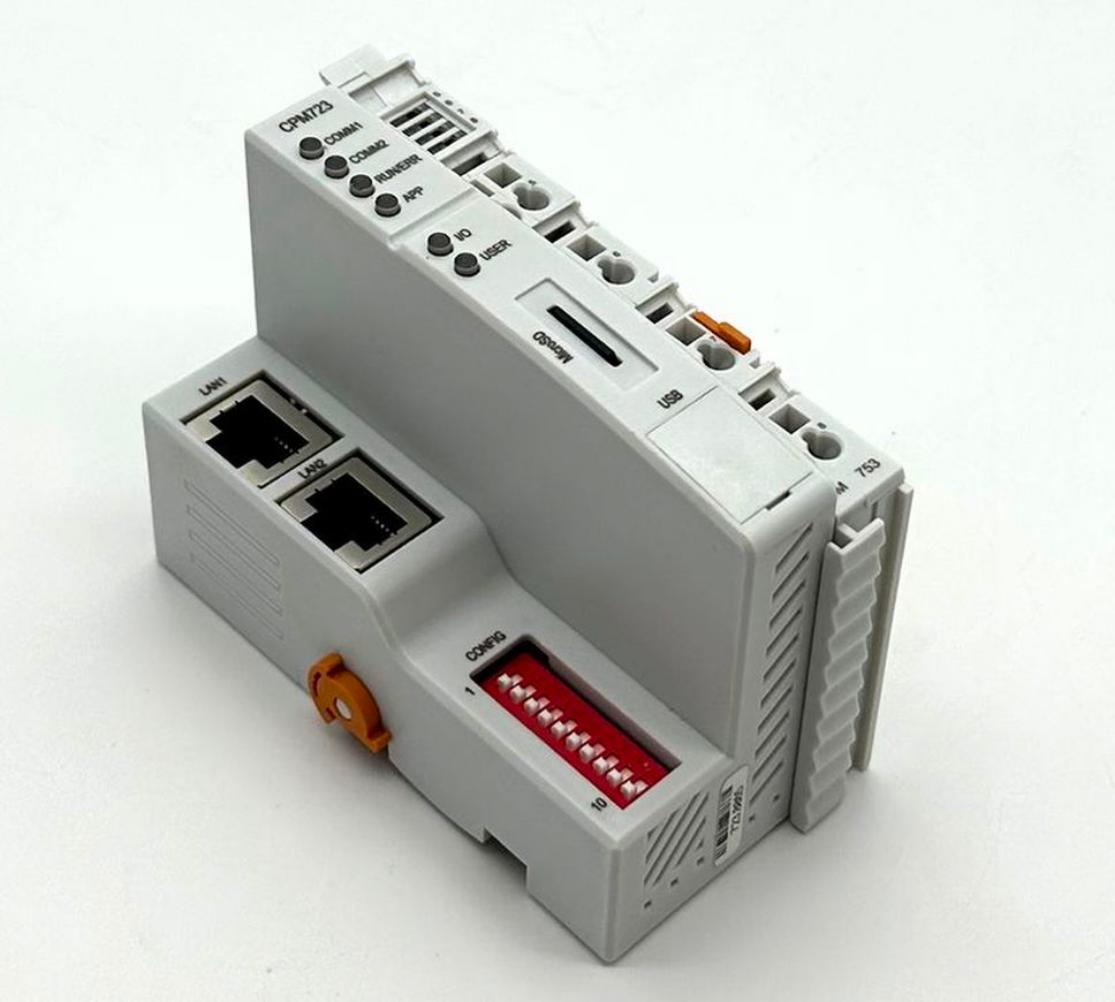 CPM723
COMM1
COMM2
RUN/ERR
APP
I/O
USER
MicroSD
USB
M 753
LAN1
LAN2
CONFIG
1
10